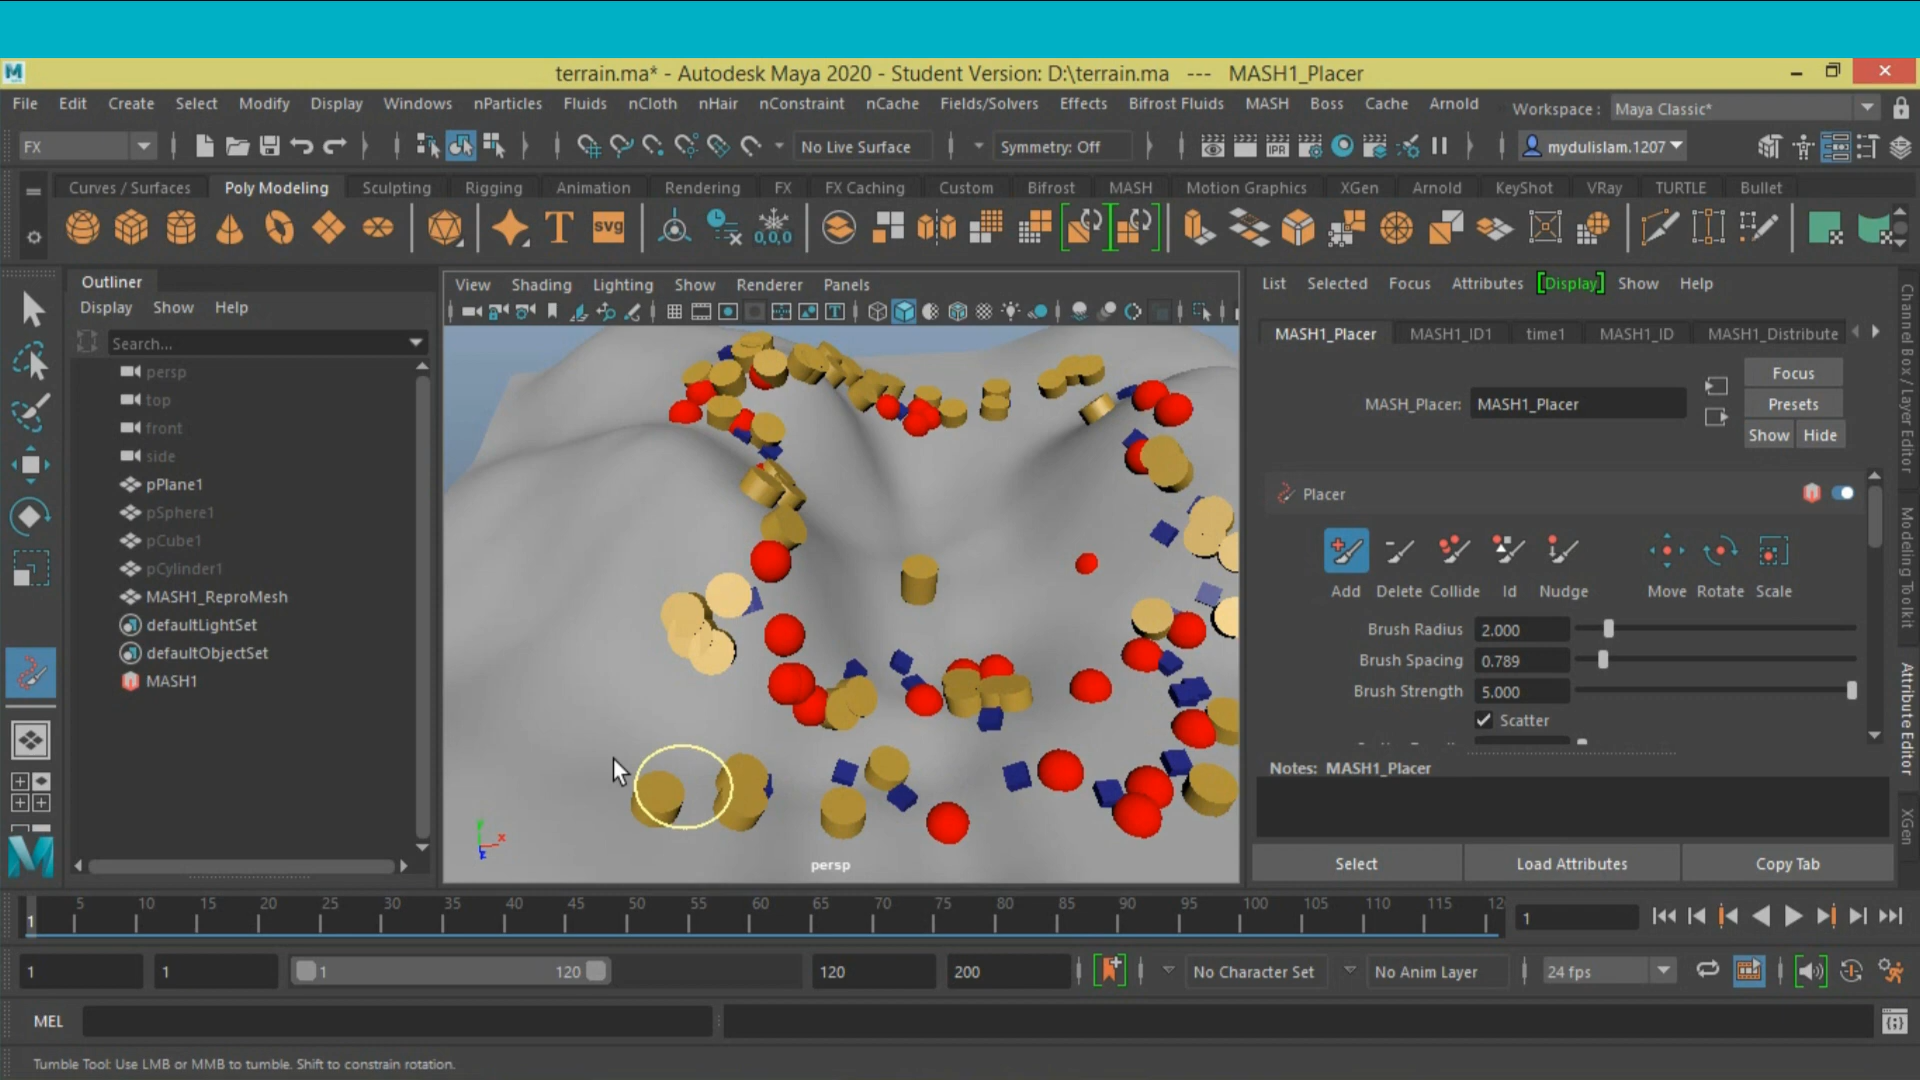 terrain.ma* - Autodesk Maya 2020 - Student Version: D:\terrain.ma --- MASH1_Placer
File Edit Create Select Modify Display Windows nParticles Fluids nCloth nHair nConstraint nCache Fields/Solvers Effects Bifrost Fluids MASH Boss Cache Arnold Workspace : Maya Classic*
FX No Live Surface Symmetry: Off IPR mydulislam.1207
Curves / Surfaces Poly Modeling Sculpting Rigging Animation Rendering FX FX Caching Custom Bifrost MASH Motion Graphics XGen Arnold KeyShot VRay TURTLE Bullet
T svg 0,0,0
Outliner
Display Show Help
Search...
persp
top
front
side
pPlane1
pSphere1
pCube1
pCylinder1
MASH1_ReproMesh
defaultLightSet
defaultObjectSet
MASH1
View Shading Lighting Show Renderer Panels
persp
List Selected Focus Attributes Display Show Help
MASH1_Placer MASH1_ID1 time1 MASH1_ID MASH1_Distribute
MASH_Placer: MASH1_Placer
Focus
Presets
Show Hide
Placer
Add Delete Collide Id Nudge Move Rotate Scale
Brush Radius 2.000
Brush Spacing 0.789
Brush Strength 5.000
Scatter
Notes: MASH1_Placer
Select Load Attributes Copy Tab
Channel Box / Layer Editor
Modeling Toolkit
Attribute Editor
XGen
1 5 10 15 20 25 30 35 40 45 50 55 60 65 70 75 80 85 90 95 100 105 110 115 12 1
1 1 1 120 120 200 No Character Set No Anim Layer 24 fps
MEL
Tumble Tool: Use LMB or MMB to tumble. Shift to constrain rotation.